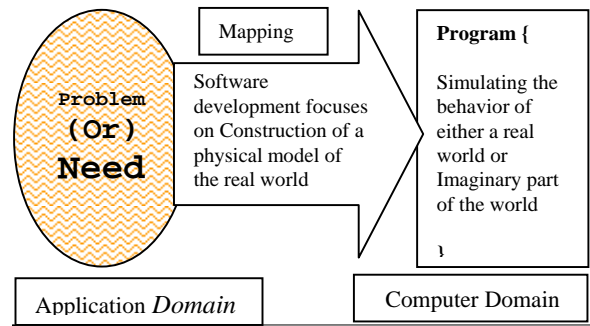 Mapping
Problem
(Or)
Need
Software
development focuses
on Construction of a
physical model of
the real world
Program {
Simulating the
behavior of
either a real
world or
Imaginary part
of the world
}
Application Domain
Computer Domain